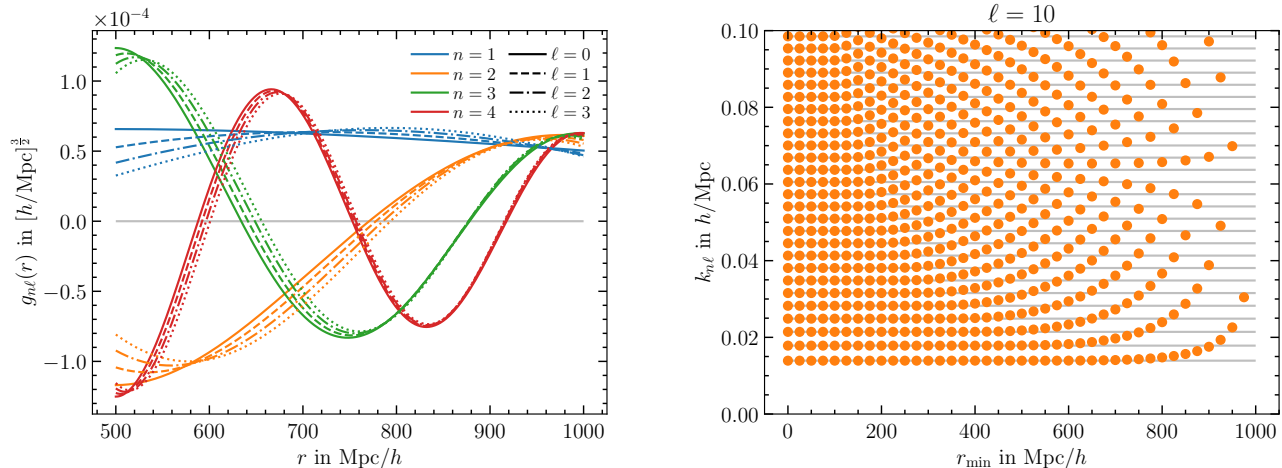 ×10⁻⁴
1.0
0.5
0.0
−0.5
−1.0
g_{nℓ}(r) in [h/Mpc]^{3/2}
n = 1
n = 2
n = 3
n = 4
ℓ = 0
ℓ = 1
ℓ = 2
ℓ = 3
500 600 700 800 900 1000
r in Mpc/h
ℓ = 10
0.10
0.08
0.06
0.04
0.02
0.00
k_{nℓ} in h/Mpc
0 200 400 600 800 1000
r_{min} in Mpc/h